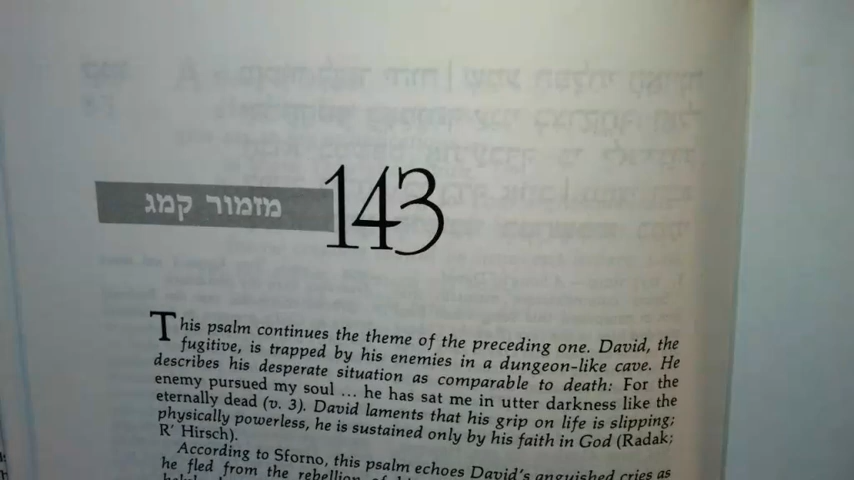 מזמור קמג 143
This psalm continues the theme of the preceding one. David, the
fugitive, is trapped by his enemies in a dungeon-like cave. He
describes his desperate situation as comparable to death: For the
enemy pursued my soul ... he has sat me in utter darkness like the
eternally dead (v. 3). David laments that his grip on life is slipping;
physically powerless, he is sustained only by his faith in God (Radak;
R' Hirsch).
According to Sforno, this psalm echoes David's anguished cries as
he fled from the rebellion of